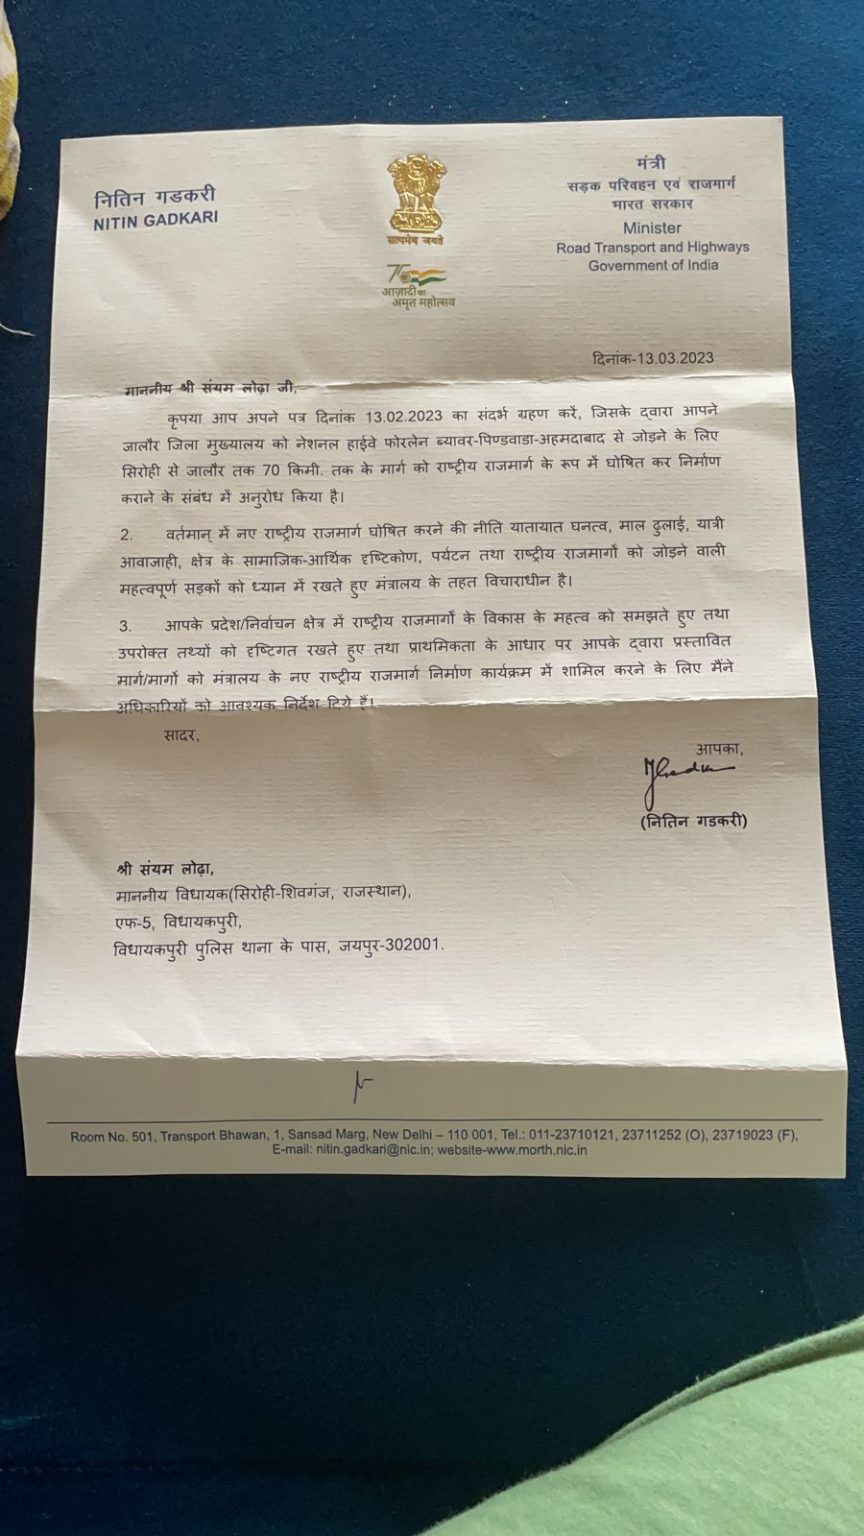 नितिन गडकरी
NITIN GADKARI
सत्यमेव जयते
आज़ादी का
अमृत महोत्सव
मंत्री
सड़क परिवहन एवं राजमार्ग
भारत सरकार
Minister
Road Transport and Highways
Government of India
दिनांक-13.03.2023
माननीय श्री संयम लोढ़ा जी,
कृपया आप अपने पत्र दिनांक 13.02.2023 का संदर्भ ग्रहण करें, जिसके द्वारा आपने
जालौर जिला मुख्यालय को नेशनल हाईवे फोरलेन ब्यावर-पिण्डवाडा-अहमदाबाद से जोड़ने के लिए
सिरोही से जालौर तक 70 किमी. तक के मार्ग को राष्ट्रीय राजमार्ग के रूप में घोषित कर निर्माण
कराने के संबंध में अनुरोध किया है।
2. वर्तमान् में नए राष्ट्रीय राजमार्ग घोषित करने की नीति यातायात घनत्व, माल ढुलाई, यात्री
आवाजाही, क्षेत्र के सामाजिक-आर्थिक दृष्टिकोण, पर्यटन तथा राष्ट्रीय राजमार्गों को जोड़ने वाली
महत्वपूर्ण सड़कों को ध्यान में रखते हुए मंत्रालय के तहत विचाराधीन है।
3. आपके प्रदेश/निर्वाचन क्षेत्र में राष्ट्रीय राजमार्गों के विकास के महत्व को समझते हुए तथा
उपरोक्त तथ्यों को दृष्टिगत रखते हुए तथा प्राथमिकता के आधार पर आपके द्वारा प्रस्तावित
मार्ग/मार्गों को मंत्रालय के नए राष्ट्रीय राजमार्ग निर्माण कार्यक्रम में शामिल करने के लिए मैंने
अधिकारियों को आवश्यक निर्देश दिये हैं।
सादर,
आपका,
(नितिन गडकरी)
श्री संयम लोढ़ा,
माननीय विधायक(सिरोही-शिवगंज, राजस्थान),
एफ-5, विधायकपुरी,
विधायकपुरी पुलिस थाना के पास, जयपुर-302001.
Room No. 501, Transport Bhawan, 1, Sansad Marg, New Delhi – 110 001, Tel.: 011-23710121, 23711252 (O), 23719023 (F),
E-mail: nitin.gadkari@nic.in; website-www.morth.nic.in